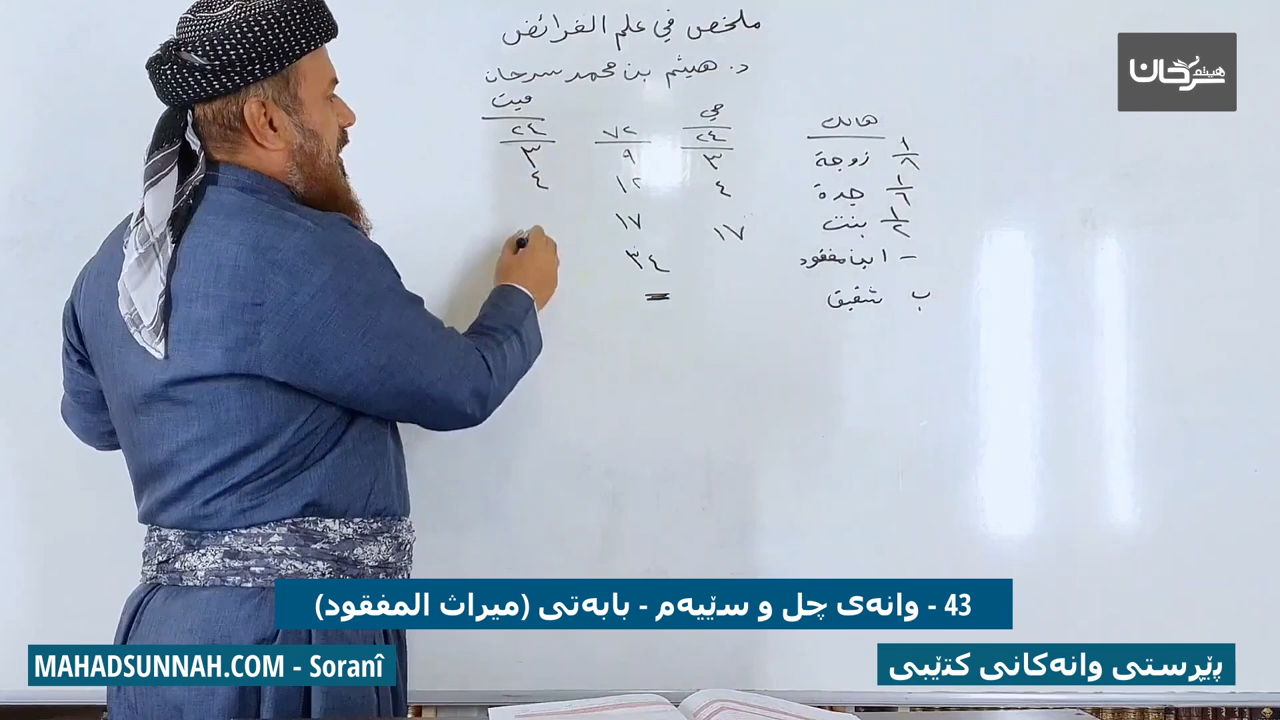 ملخص في علم الفرائض
د. هيثم بن محمد سرحان
هيثم سرحان
هالك
حي
ميت
٢٤ ٧٢ ٢٤
١/٨ زوجة ٣ ٩ ٣
١/٦ جدة ٤ ١٢ ٤
١/٢ بنت ١٧ ١٧
- ابن مفقود ٣٤
ب شقيق
43 - وانەی چل و سێیەم - بابەتی (میراث المفقود)
پێڕستی وانەکانی کتێبی
MAHADSUNNAH.COM - Soranî